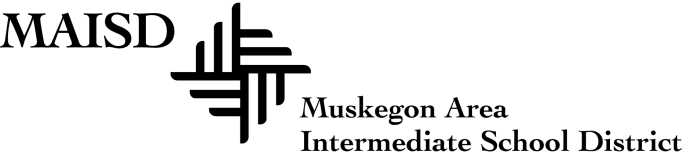 MAISD
Muskegon Area
Intermediate School District